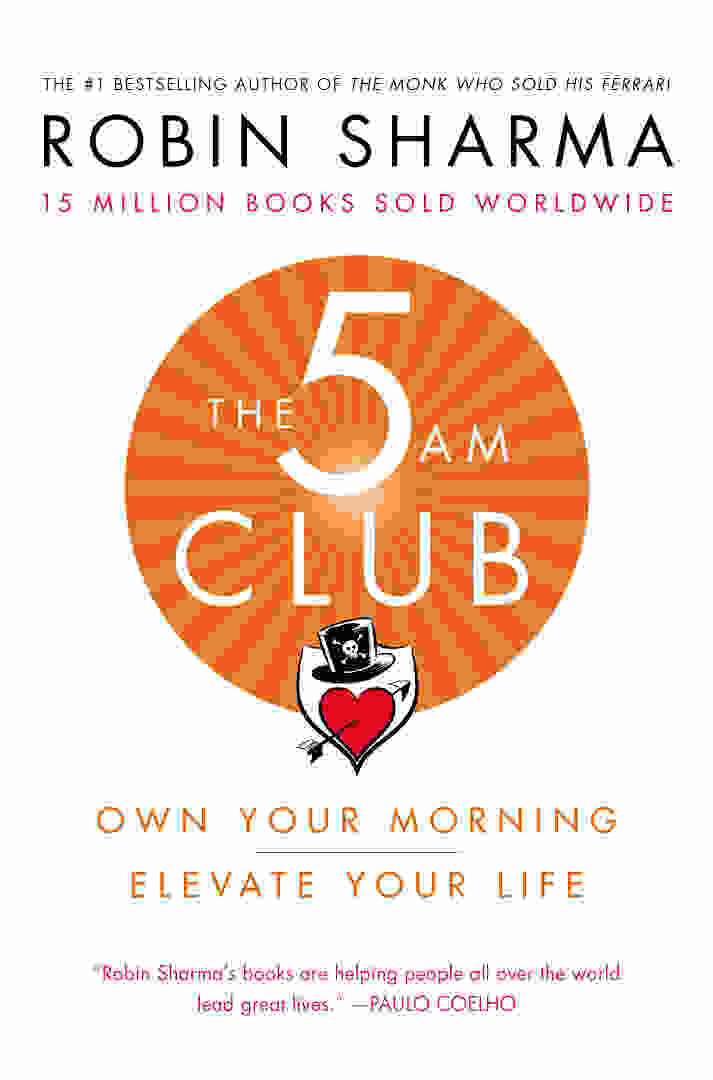 THE #1 BESTSELLING AUTHOR OF THE MONK WHO SOLD HIS FERRARI
ROBIN SHARMA
15 MILLION BOOKS SOLD WORLDWIDE
THE 5 AM
CLUB
OWN YOUR MORNING
ELEVATE YOUR LIFE
“Robin Sharma’s books are helping people all over the world
lead great lives.” —PAULO COELHO